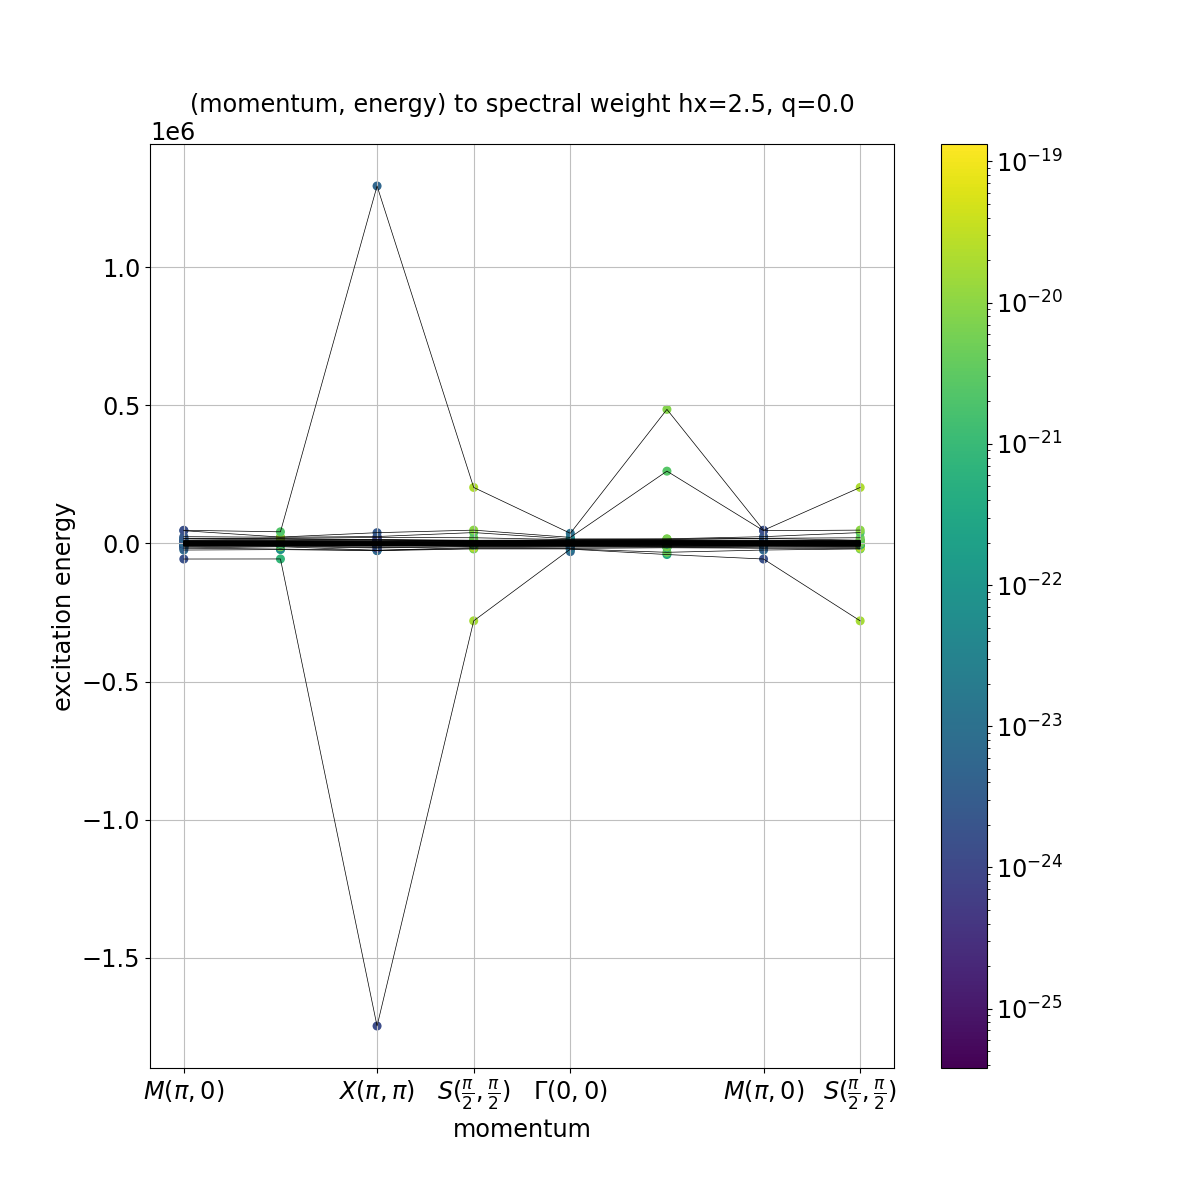 (momentum, energy) to spectral weight hx=2.5, q=0.0
1e6
1.0
0.5
0.0
−0.5
−1.0
−1.5
excitation energy
M(π, 0)
X(π, π)
S(π/2, π/2)
Γ(0, 0)
M(π, 0)
S(π/2, π/2)
momentum
10⁻¹⁹
10⁻²⁰
10⁻²¹
10⁻²²
10⁻²³
10⁻²⁴
10⁻²⁵